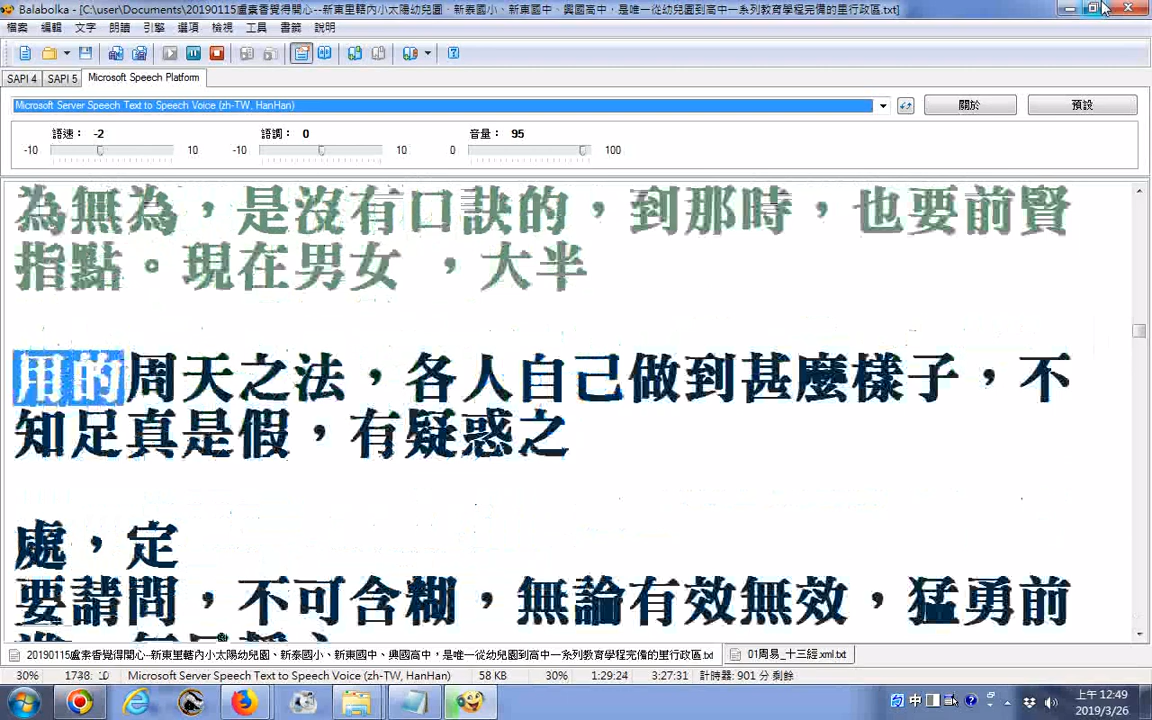 Balabolka - [C:\user\Documents\20190115盧素香覺得開心--新東里轄內小太陽幼兒園、新泰國小、新東國中、興國高中，是唯一從幼兒園到高中一系列教育學程完備的里行政區.txt]
檔案 編輯 文字 朗讀 引擎 選項 檢視 工具 書籤 說明
SAPI 4 SAPI 5 Microsoft Speech Platform
Microsoft Server Speech Text to Speech Voice (zh-TW, HanHan) 關於 預設
語速： -2 語調： 0 音量： 95
-10 10 -10 10 0 100
為無為，是沒有口訣的，到那時，也要前賢
指點。現在男女 ，大半
用的周天之法，各人自己做到甚麼樣子，不
知足真是假，有疑惑之
處，定
要請問，不可含糊，無論有效無效，猛勇前
20190115盧素香覺得開心--新東里轄內小太陽幼兒園、新泰國小、新東國中、興國高中，是唯一從幼兒園到高中一系列教育學程完備的里行政區.txt 01周易_十三經.xml.txt
30% 1748: 10 Microsoft Server Speech Text to Speech Voice (zh-TW, HanHan) 58 KB 30% 1:29:24 3:27:31 計時器: 901 分 剩餘
中 上午 12:49
2019/3/26